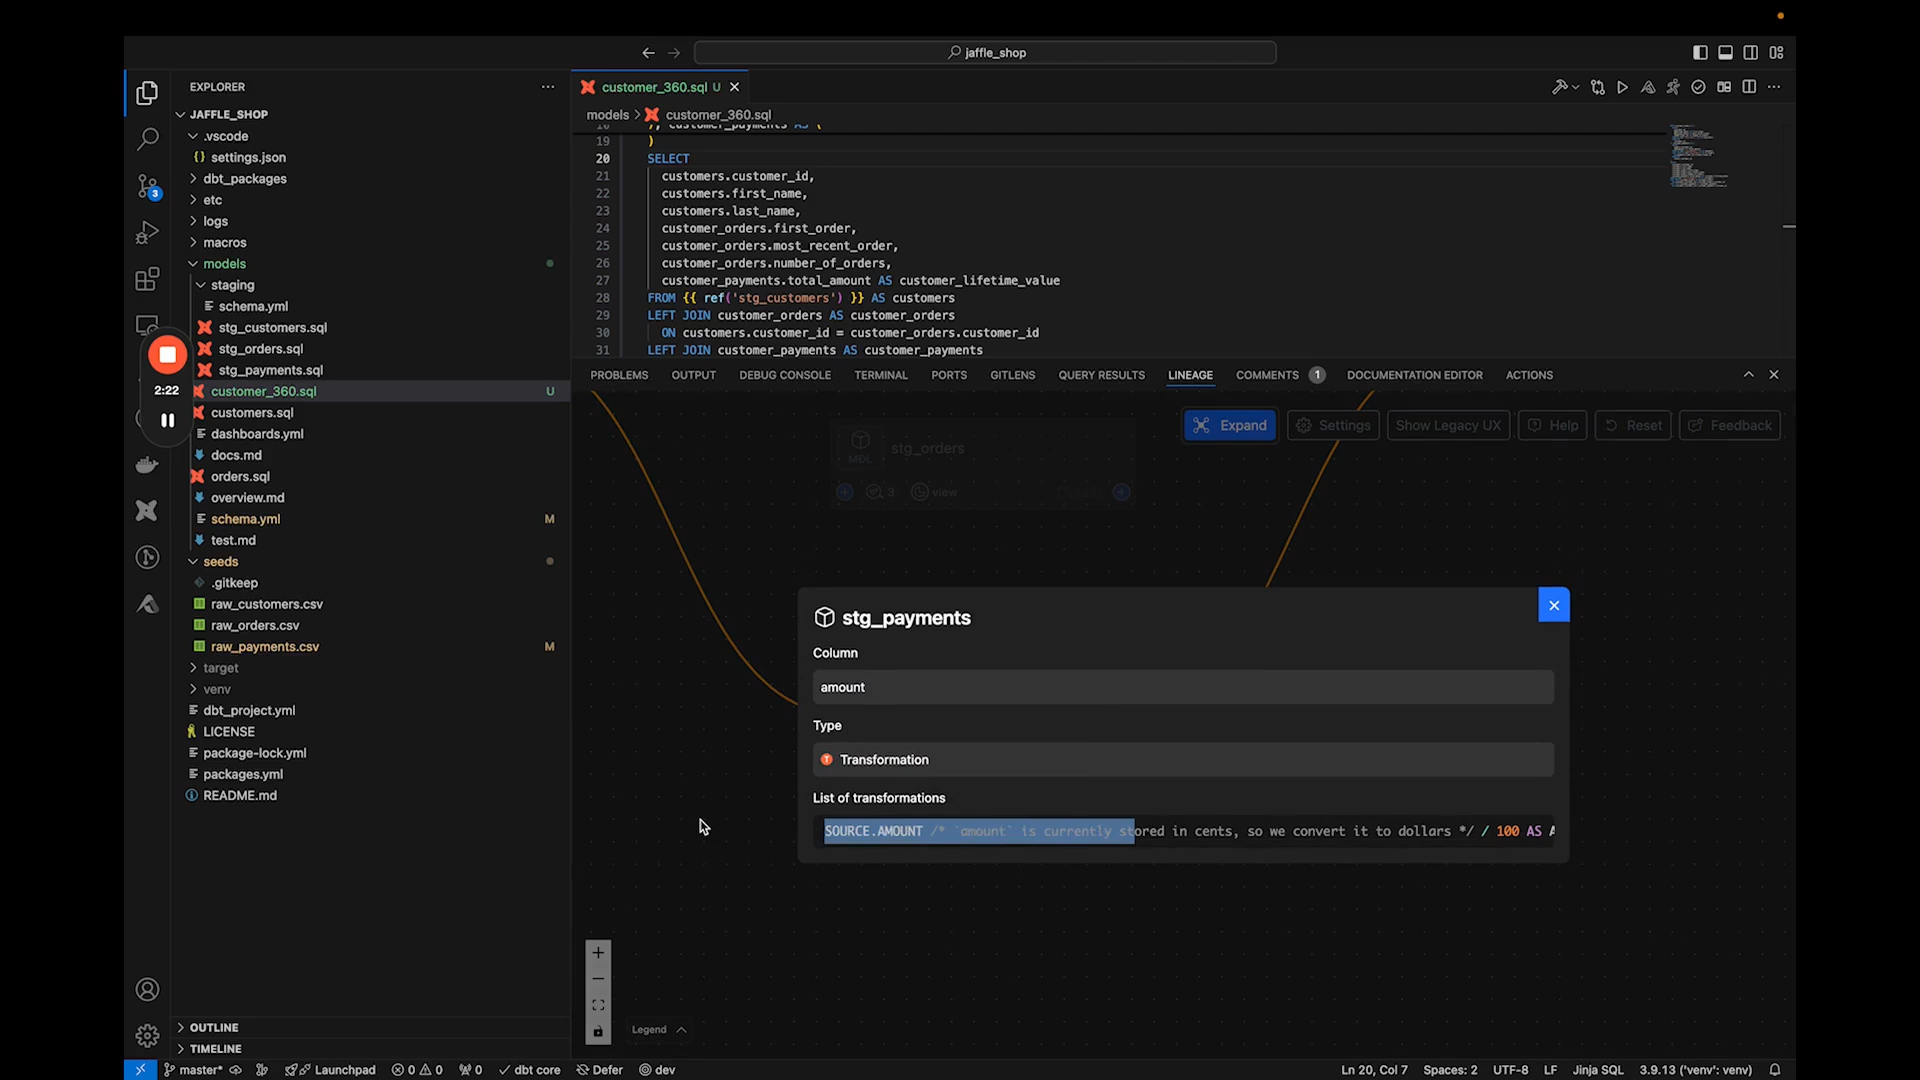 jaffle_shop
EXPLORER
JAFFLE_SHOP
.vscode
settings.json
dbt_packages
etc
logs
macros
models
staging
schema.yml
stg_customers.sql
stg_orders.sql
stg_payments.sql
customer_360.sql U
customers.sql
dashboards.yml
docs.md
orders.sql
overview.md
schema.yml M
test.md
seeds
.gitkeep
raw_customers.csv
raw_orders.csv
raw_payments.csv M
target
venv
dbt_project.yml
LICENSE
package-lock.yml
packages.yml
README.md
OUTLINE
TIMELINE
3
2:22
customer_360.sql U
models > customer_360.sql
18 ), customer_payments AS (
19 )
20 SELECT
21 customers.customer_id,
22 customers.first_name,
23 customers.last_name,
24 customer_orders.first_order,
25 customer_orders.most_recent_order,
26 customer_orders.number_of_orders,
27 customer_payments.total_amount AS customer_lifetime_value
28 FROM {{ ref('stg_customers') }} AS customers
29 LEFT JOIN customer_orders AS customer_orders
30 ON customers.customer_id = customer_orders.customer_id
31 LEFT JOIN customer_payments AS customer_payments
PROBLEMS OUTPUT DEBUG CONSOLE TERMINAL PORTS GITLENS QUERY RESULTS LINEAGE COMMENTS 1 DOCUMENTATION EDITOR ACTIONS
Expand Settings Show Legacy UX Help Reset Feedback
stg_orders
MDL
3 view Details
stg_payments
Column
amount
Type
T Transformation
List of transformations
SOURCE.AMOUNT /* `amount` is currently stored in cents, so we convert it to dollars */ / 100 AS A
Legend
master* Launchpad 0 0 0 dbt core Defer dev Ln 20, Col 7 Spaces: 2 UTF-8 LF Jinja SQL 3.9.13 ('venv': venv)